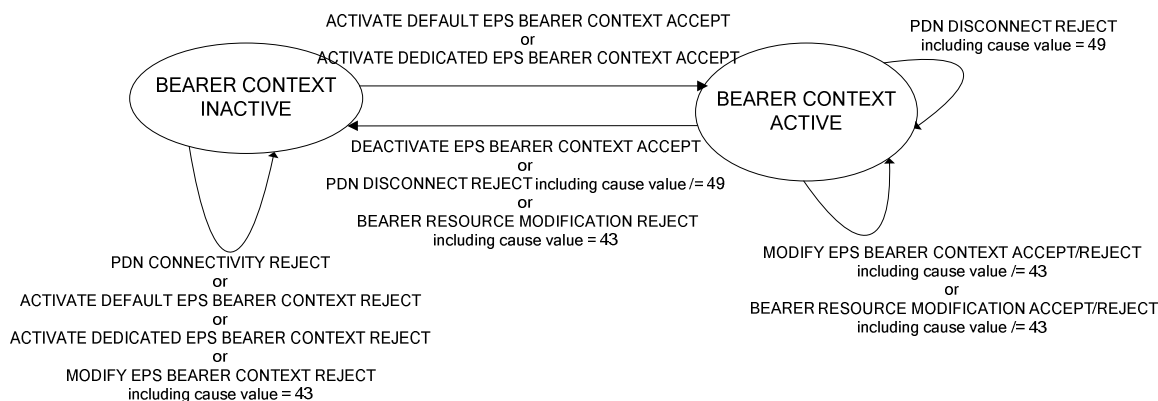 ACTIVATE DEFAULT EPS BEARER CONTEXT ACCEPT
or
ACTIVATE DEDICATED EPS BEARER CONTEXT ACCEPT
PDN DISCONNECT REJECT
including cause value = 49
BEARER CONTEXT
INACTIVE
BEARER CONTEXT
ACTIVE
DEACTIVATE EPS BEARER CONTEXT ACCEPT
or
PDN DISCONNECT REJECT including cause value /= 49
or
BEARER RESOURCE MODIFICATION REJECT
including cause value = 43
PDN CONNECTIVITY REJECT
or
ACTIVATE DEFAULT EPS BEARER CONTEXT REJECT
or
ACTIVATE DEDICATED EPS BEARER CONTEXT REJECT
or
MODIFY EPS BEARER CONTEXT REJECT
including cause value = 43
MODIFY EPS BEARER CONTEXT ACCEPT/REJECT
including cause value /= 43
or
BEARER RESOURCE MODIFICATION ACCEPT/REJECT
including cause value /= 43